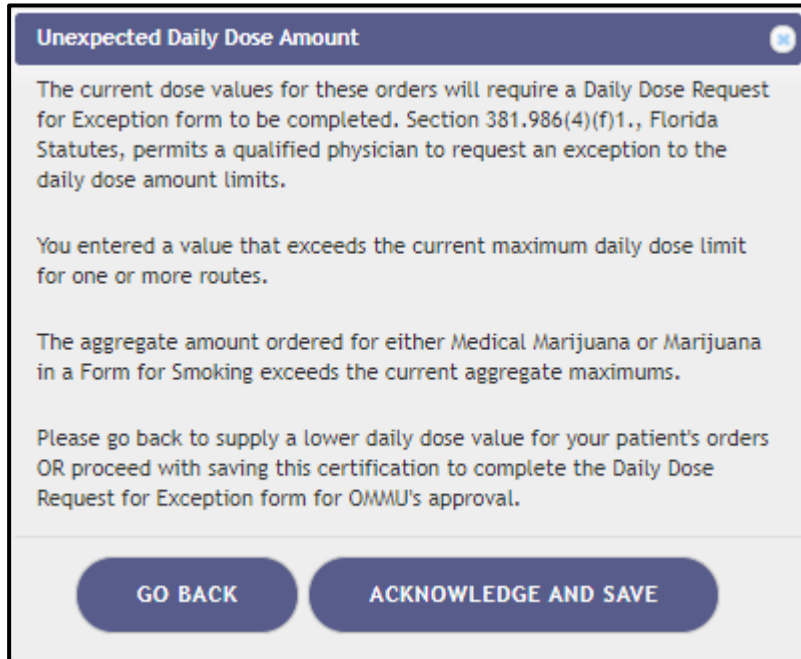 Unexpected Daily Dose Amount
The current dose values for these orders will require a Daily Dose Request
for Exception form to be completed. Section 381.986(4)(f)1., Florida
Statutes, permits a qualified physician to request an exception to the
daily dose amount limits.
You entered a value that exceeds the current maximum daily dose limit
for one or more routes.
The aggregate amount ordered for either Medical Marijuana or Marijuana
in a Form for Smoking exceeds the current aggregate maximums.
Please go back to supply a lower daily dose value for your patient's orders
OR proceed with saving this certification to complete the Daily Dose
Request for Exception form for OMMU's approval.
GO BACK
ACKNOWLEDGE AND SAVE